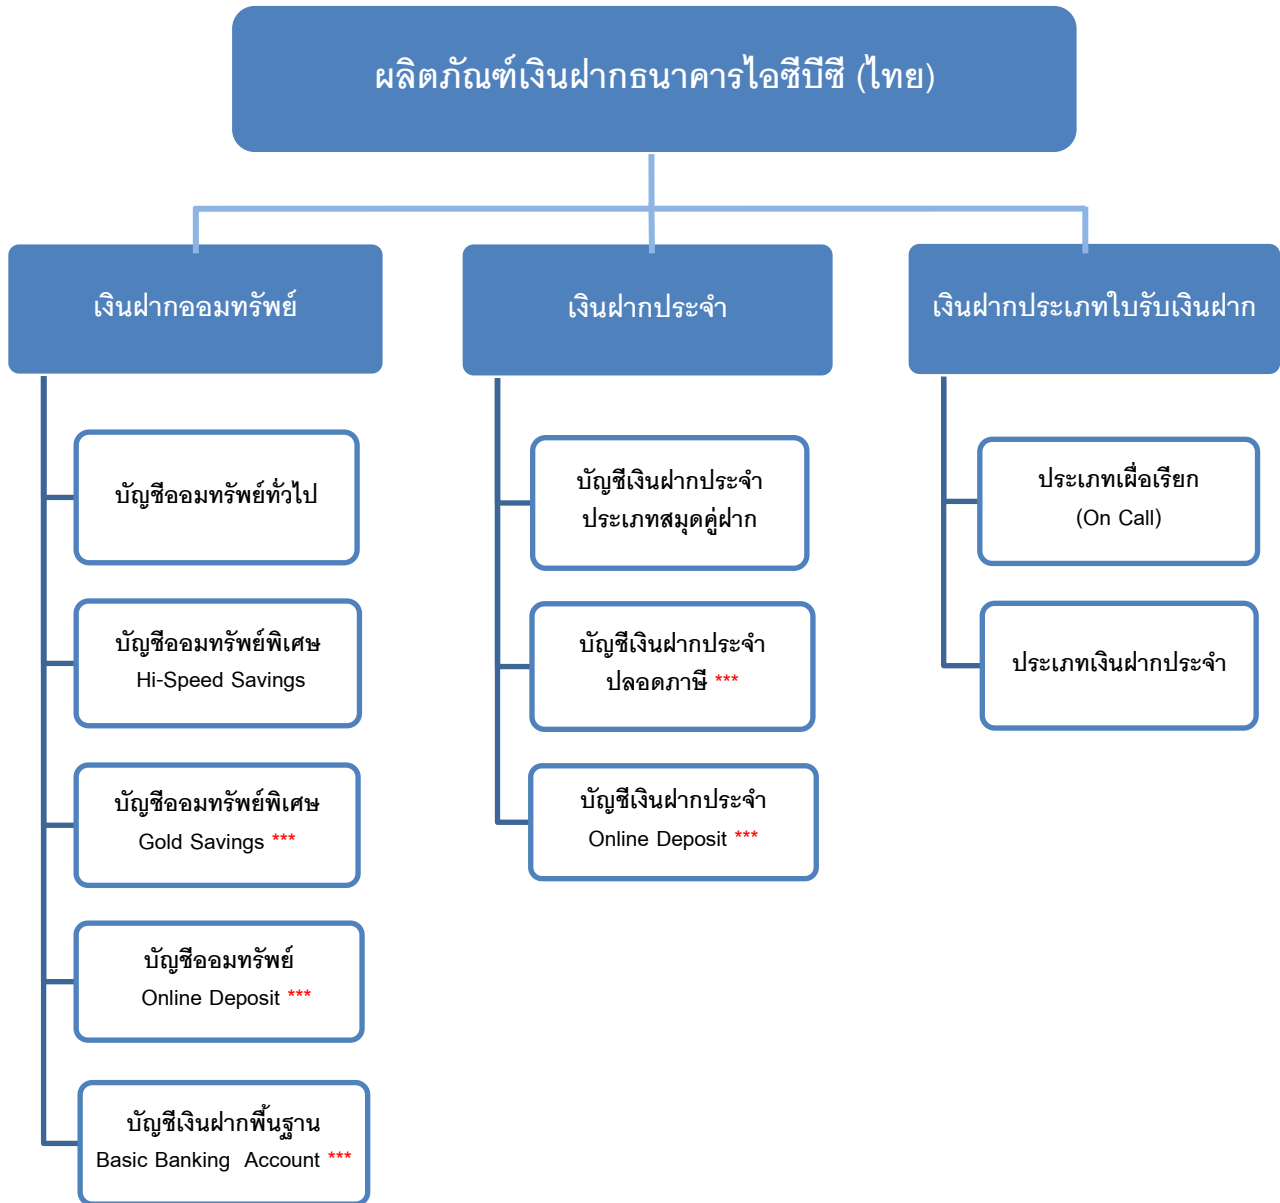 ผลิตภัณฑ์เงินฝากธนาคารไอซีบีซี (ไทย)
เงินฝากออมทรัพย์
บัญชีออมทรัพย์ทั่วไป
บัญชีออมทรัพย์พิเศษ
Hi-Speed Savings
บัญชีออมทรัพย์พิเศษ
Gold Savings ***
บัญชีออมทรัพย์
Online Deposit ***
บัญชีเงินฝากพื้นฐาน
Basic Banking Account ***
เงินฝากประจำ
บัญชีเงินฝากประจำ
ประเภทสมุดคู่ฝาก
บัญชีเงินฝากประจำ
ปลอดภาษี ***
บัญชีเงินฝากประจำ
Online Deposit ***
เงินฝากประเภทใบรับเงินฝาก
ประเภทเผื่อเรียก
(On Call)
ประเภทเงินฝากประจำ